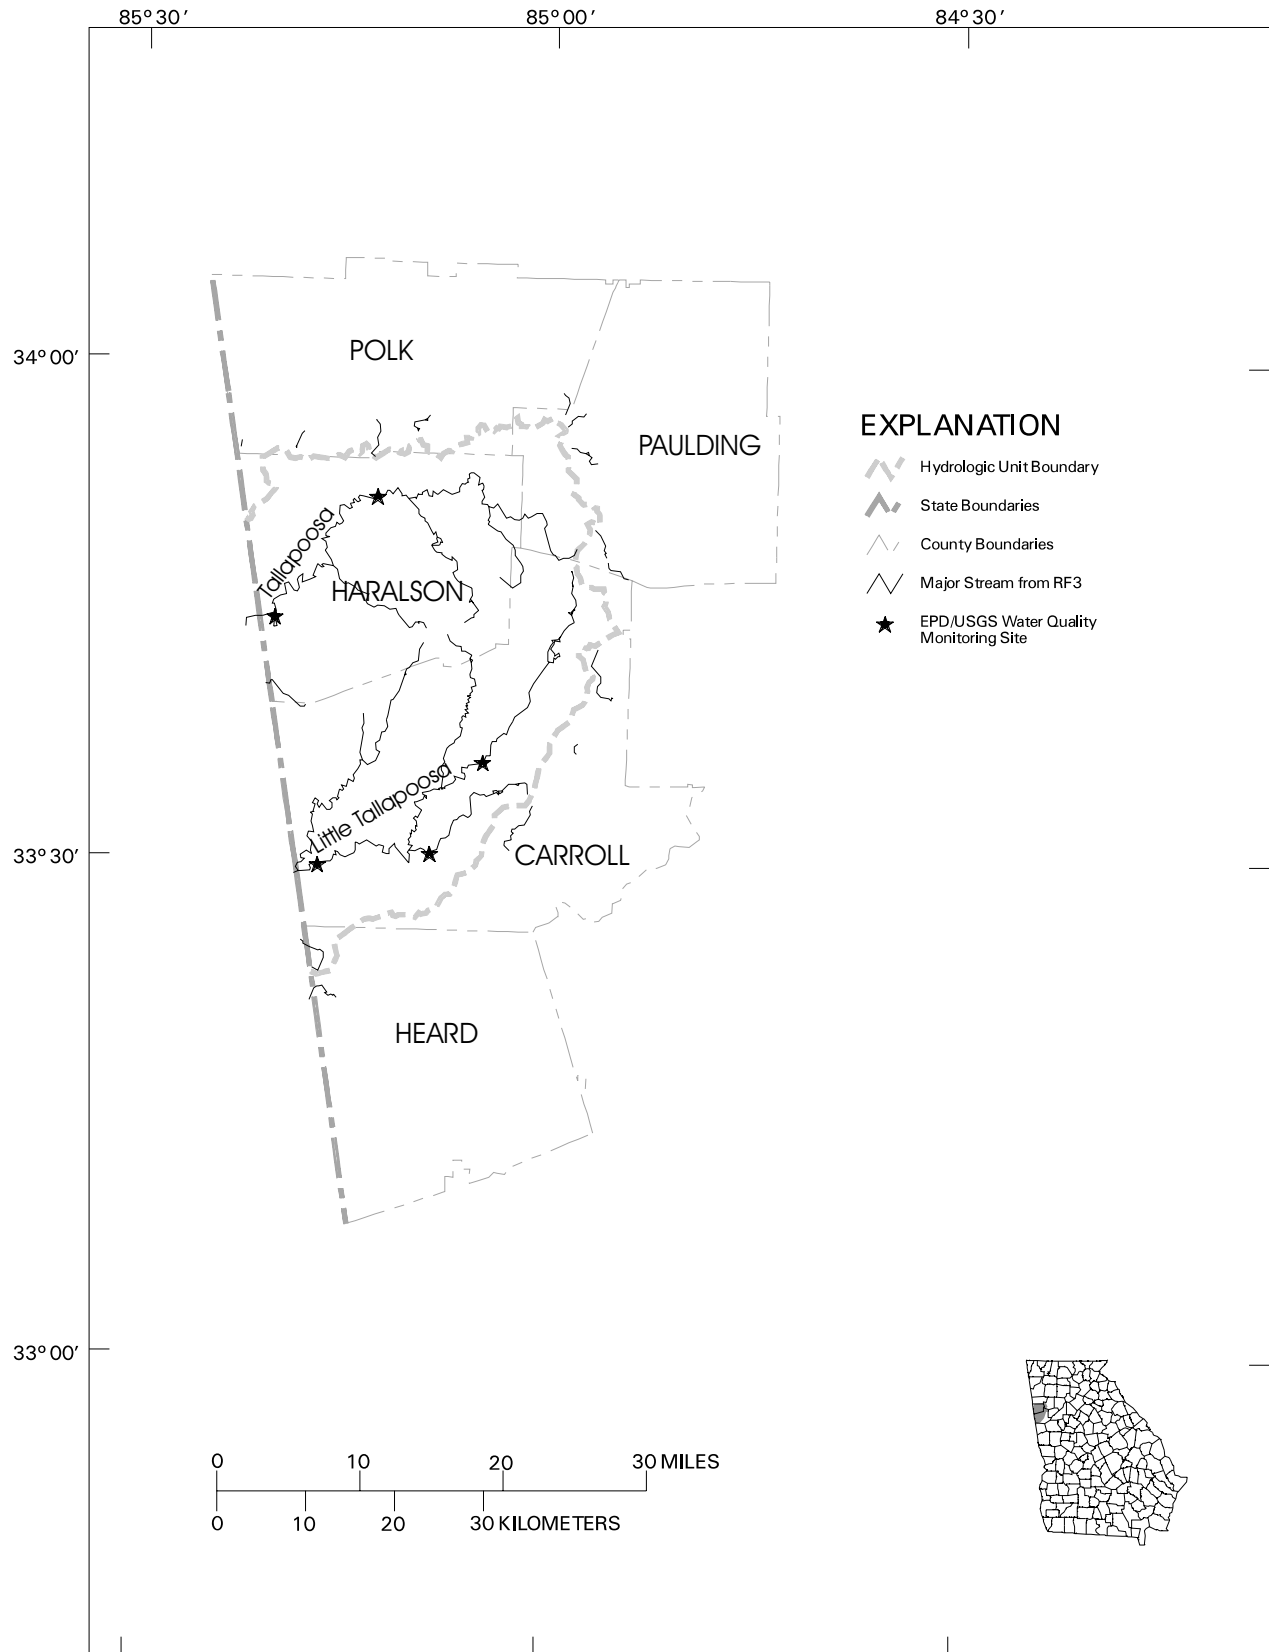 85°30’
85°00’
84°30’
34°00’
POLK
PAULDING
EXPLANATION
Hydrologic Unit Boundary
State Boundaries
County Boundaries
Major Stream from RF3
EPD/USGS Water Quality
Monitoring Site
Tallapoosa
HARALSON
Little Tallapoosa
33°30’
CARROLL
HEARD
33°00’
0 10 20 30 MILES
0 10 20 30 KILOMETERS